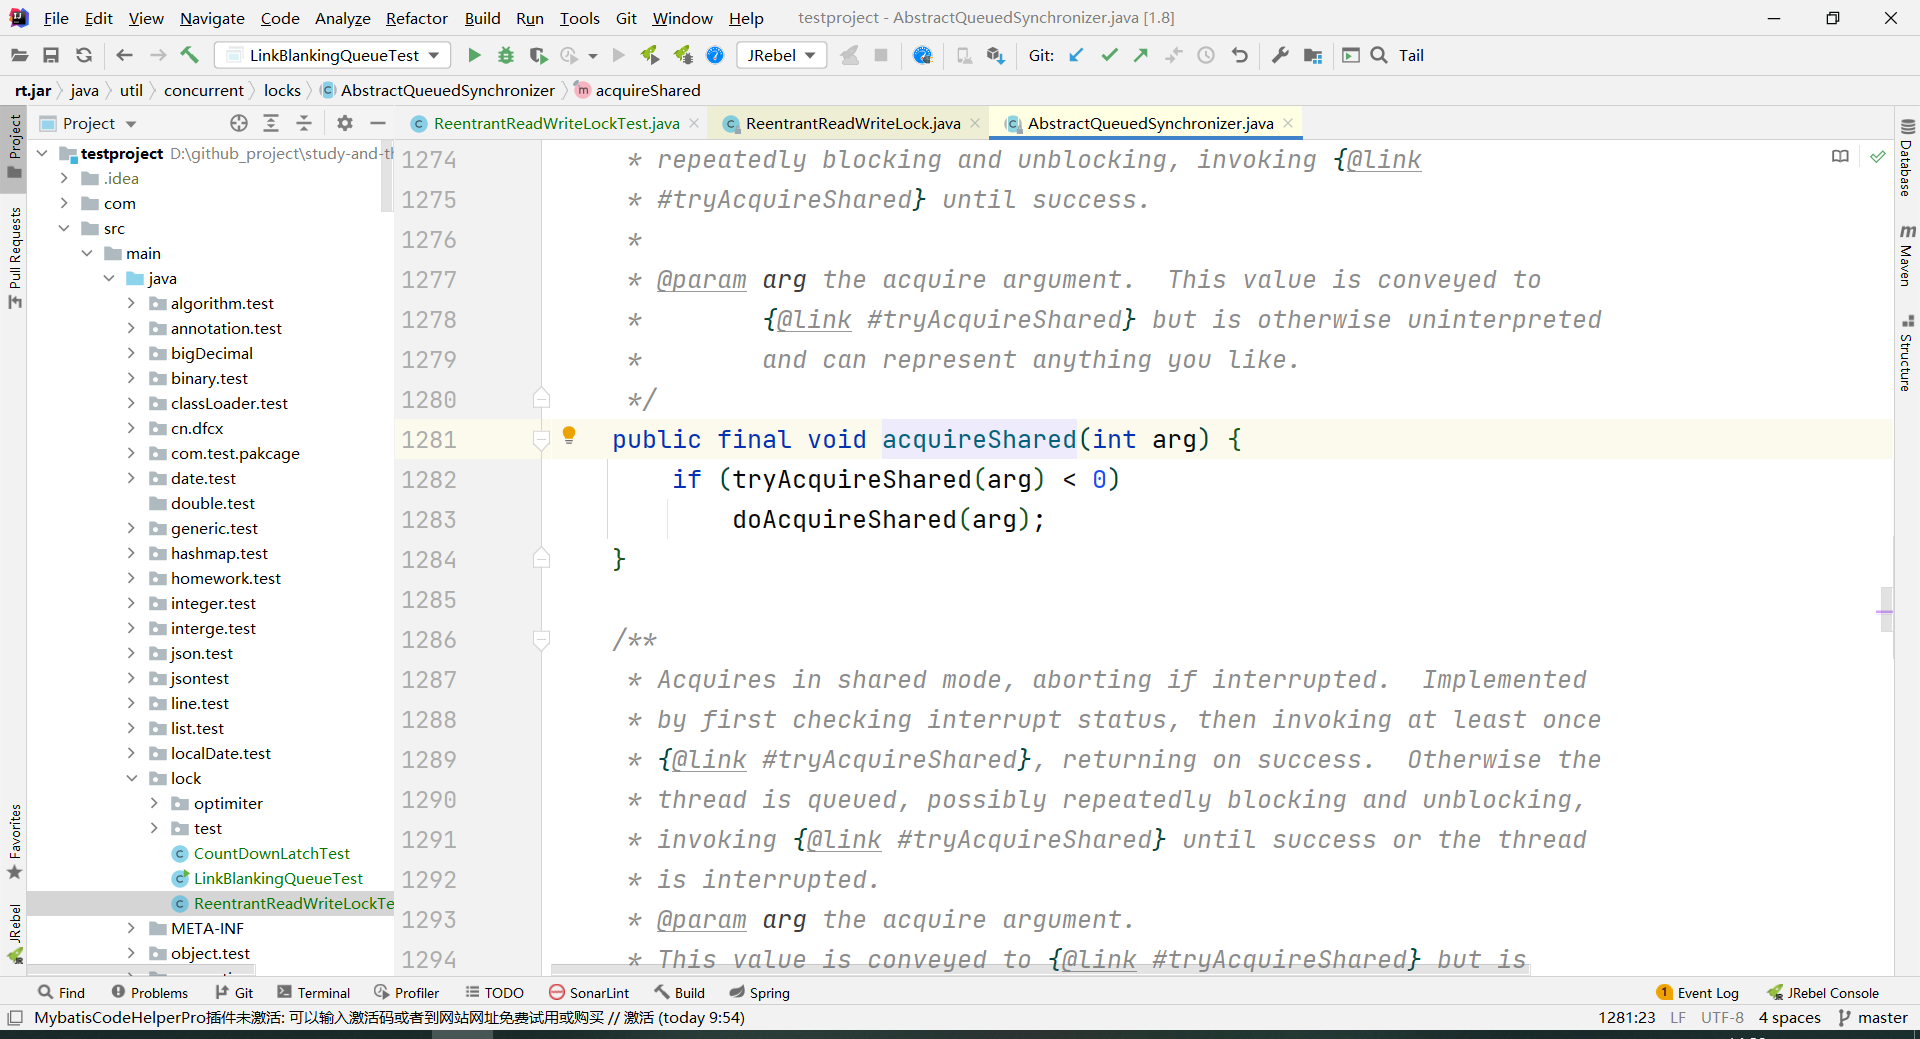 File Edit View Navigate Code Analyze Refactor Build Run Tools Git Window Help testproject - AbstractQueuedSynchronizer.java [1.8]
LinkBlankingQueueTest JRebel Git: Tail
rt.jar java util concurrent locks AbstractQueuedSynchronizer acquireShared
Project
Pull Requests
Favorites
JRebel
Project
testproject D:\github_project\study-and-th
.idea
com
src
main
java
algorithm.test
annotation.test
bigDecimal
binary.test
classLoader.test
cn.dfcx
com.test.pakcage
date.test
double.test
generic.test
hashmap.test
homework.test
integer.test
interge.test
json.test
jsontest
line.test
list.test
localDate.test
lock
optimiter
test
CountDownLatchTest
LinkBlankingQueueTest
ReentrantReadWriteLockTe
META-INF
object.test
ReentrantReadWriteLockTest.java ReentrantReadWriteLock.java AbstractQueuedSynchronizer.java
1274 * repeatedly blocking and unblocking, invoking {@link
1275 * #tryAcquireShared} until success.
1276 *
1277 * @param arg the acquire argument.  This value is conveyed to
1278 *        {@link #tryAcquireShared} but is otherwise uninterpreted
1279 *        and can represent anything you like.
1280 */
1281 public final void acquireShared(int arg) {
1282 if (tryAcquireShared(arg) < 0)
1283 doAcquireShared(arg);
1284 }
1285
1286 /**
1287 * Acquires in shared mode, aborting if interrupted.  Implemented
1288 * by first checking interrupt status, then invoking at least once
1289 * {@link #tryAcquireShared}, returning on success.  Otherwise the
1290 * thread is queued, possibly repeatedly blocking and unblocking,
1291 * invoking {@link #tryAcquireShared} until success or the thread
1292 * is interrupted.
1293 * @param arg the acquire argument.
1294 * This value is conveyed to {@link #tryAcquireShared} but is
Database
Maven
Structure
Find Problems Git Terminal Profiler TODO SonarLint Build Spring 1 Event Log JRebel Console
MybatisCodeHelperPro插件未激活: 可以输入激活码或者到网站网址免费试用或购买 // 激活 (today 9:54) 1281:23 LF UTF-8 4 spaces master